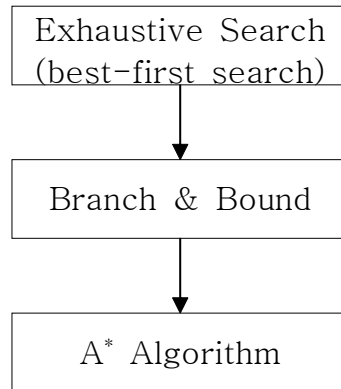 Exhaustive Search
(best-first search)
Branch & Bound
A* Algorithm